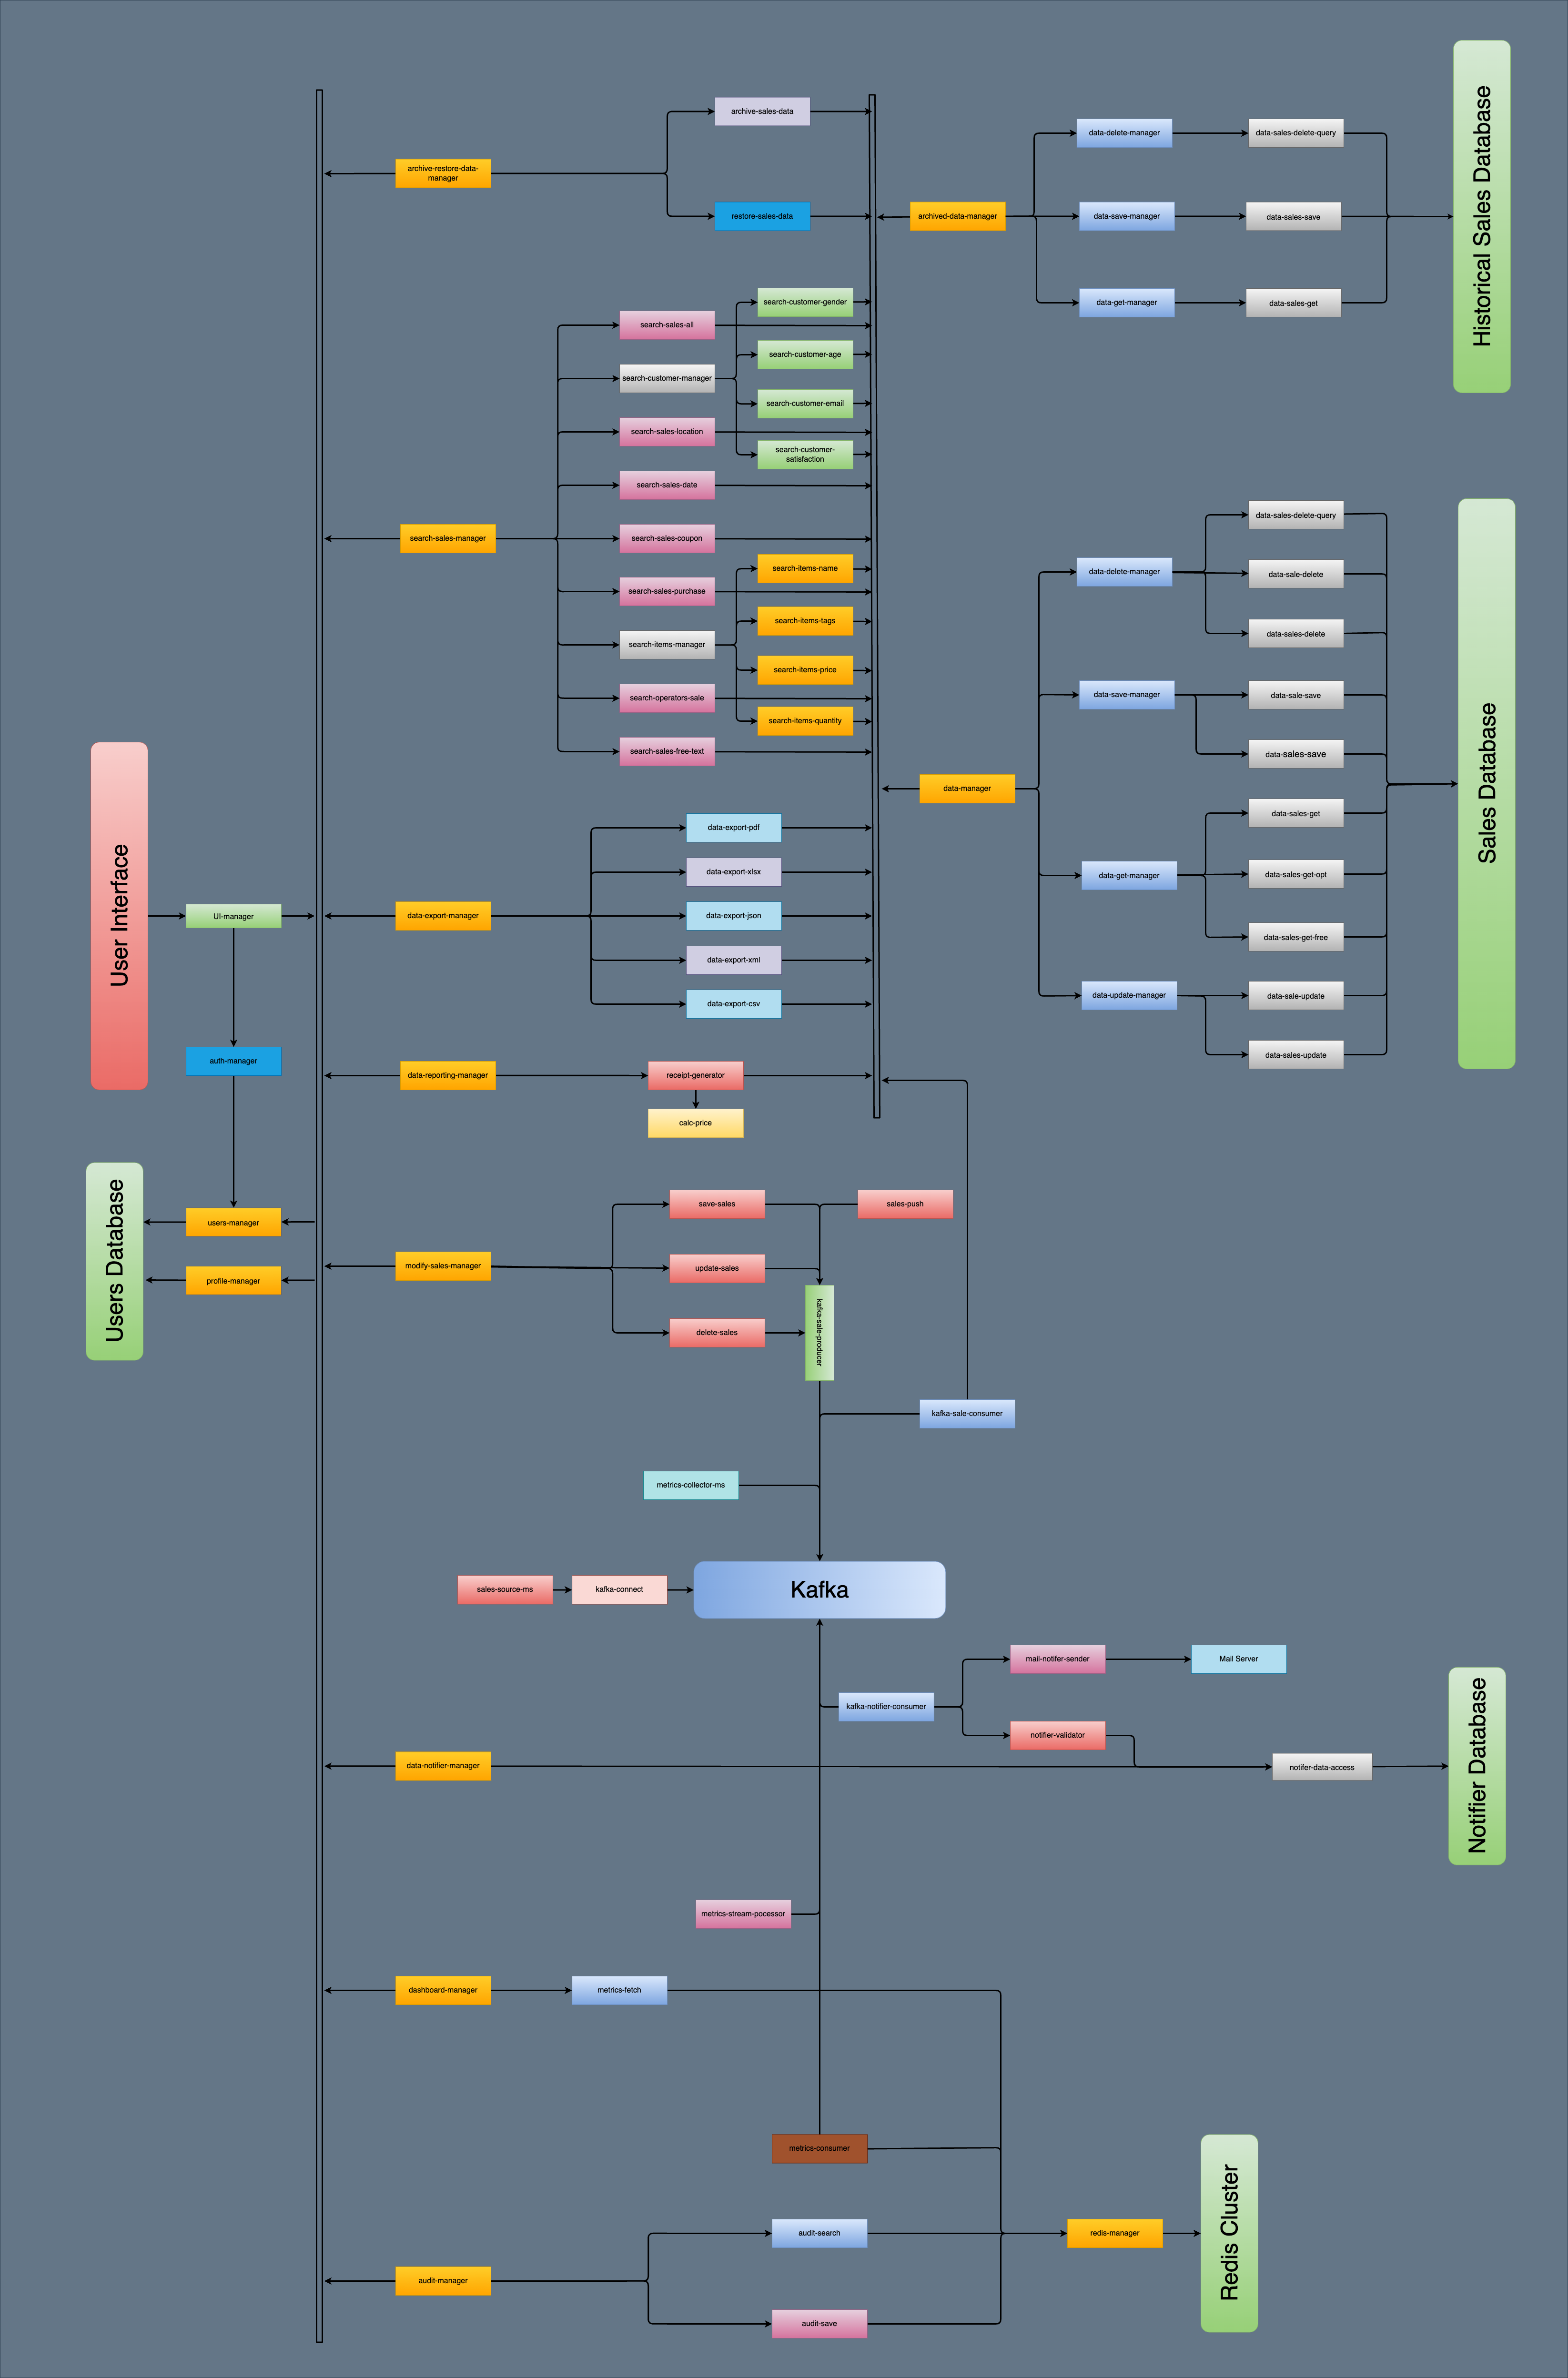 Historical Sales Database
archive-sales-data
data-delete-manager
data-sales-delete-query
archive-restore-data-
manager
restore-sales-data
archived-data-manager
data-save-manager
data-sales-save
data-get-manager
data-sales-get
search-customer-gender
search-sales-all
search-customer-age
search-customer-manager
search-customer-email
search-sales-location
search-customer-
satisfaction
search-sales-date
search-sales-manager
search-sales-coupon
search-items-name
search-sales-purchase
search-items-tags
search-items-manager
search-items-price
search-operators-sale
search-items-quantity
search-sales-free-text
Sales Database
data-sales-delete-query
data-delete-manager
data-sale-delete
data-sales-delete
data-save-manager
data-sale-save
data-sales-save
data-manager
data-sales-get
data-get-manager
data-sales-get-opt
data-sales-get-free
data-update-manager
data-sale-update
data-sales-update
User Interface
UI-manager
auth-manager
data-export-pdf
data-export-xlsx
data-export-manager
data-export-json
data-export-xml
data-export-csv
data-reporting-manager
receipt-generator
calc-price
Users Database
users-manager
profile-manager
save-sales
sales-push
modify-sales-manager
update-sales
delete-sales
kafka-sale-producer
kafka-sale-consumer
metrics-collector-ms
sales-source-ms
kafka-connect
Kafka
mail-notifer-sender
Mail Server
kafka-notifier-consumer
notifier-validator
data-notifier-manager
notifer-data-access
Notifier Database
metrics-stream-pocessor
dashboard-manager
metrics-fetch
metrics-consumer
audit-search
redis-manager
Redis Cluster
audit-manager
audit-save